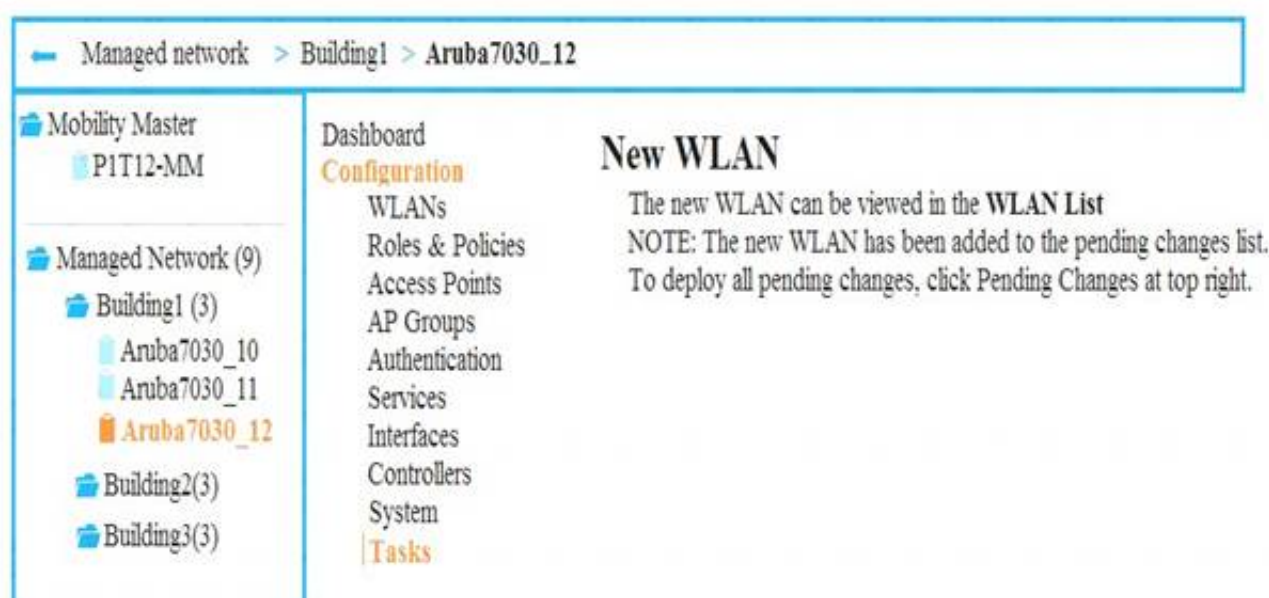 Managed network > Building1 > Aruba7030_12
Mobility Master
P1T12-MM
Managed Network (9)
Building1 (3)
Aruba7030_10
Aruba7030_11
Aruba7030_12
Building2(3)
Building3(3)
Dashboard
Configuration
WLANs
Roles & Policies
Access Points
AP Groups
Authentication
Services
Interfaces
Controllers
System
Tasks
New WLAN
The new WLAN can be viewed in the WLAN List
NOTE: The new WLAN has been added to the pending changes list.
To deploy all pending changes, click Pending Changes at top right.